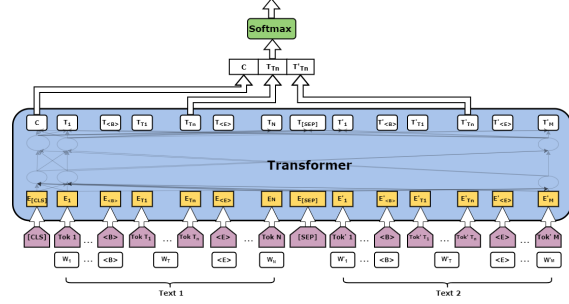 Softmax
C T_Tn T'_Tn
C T_1 T_<B> T_T1 T_Tn T_<E> T_N T_[SEP] T'_1 T'_<B> T'_T1 T'_Tn T'_<E> T'_M
Transformer
E_[CLS] E_1 E_<B> E_T1 E_Tn E_<E> E_N E_[SEP] E'_1 E'_<B> E'_T1 E'_Tn E'_<E> E'_M
[CLS] Tok 1 ... <B> Tok T_1 ... Tok T_n <E> ... Tok N [SEP] Tok' 1 ... <B> Tok' T_1 ... Tok' T_n <E> ... Tok' M
W_1 ... <B> W_T <E> ... W_N W'_1 ... <B> W'_T <E> ... W'_M
Text 1 Text 2